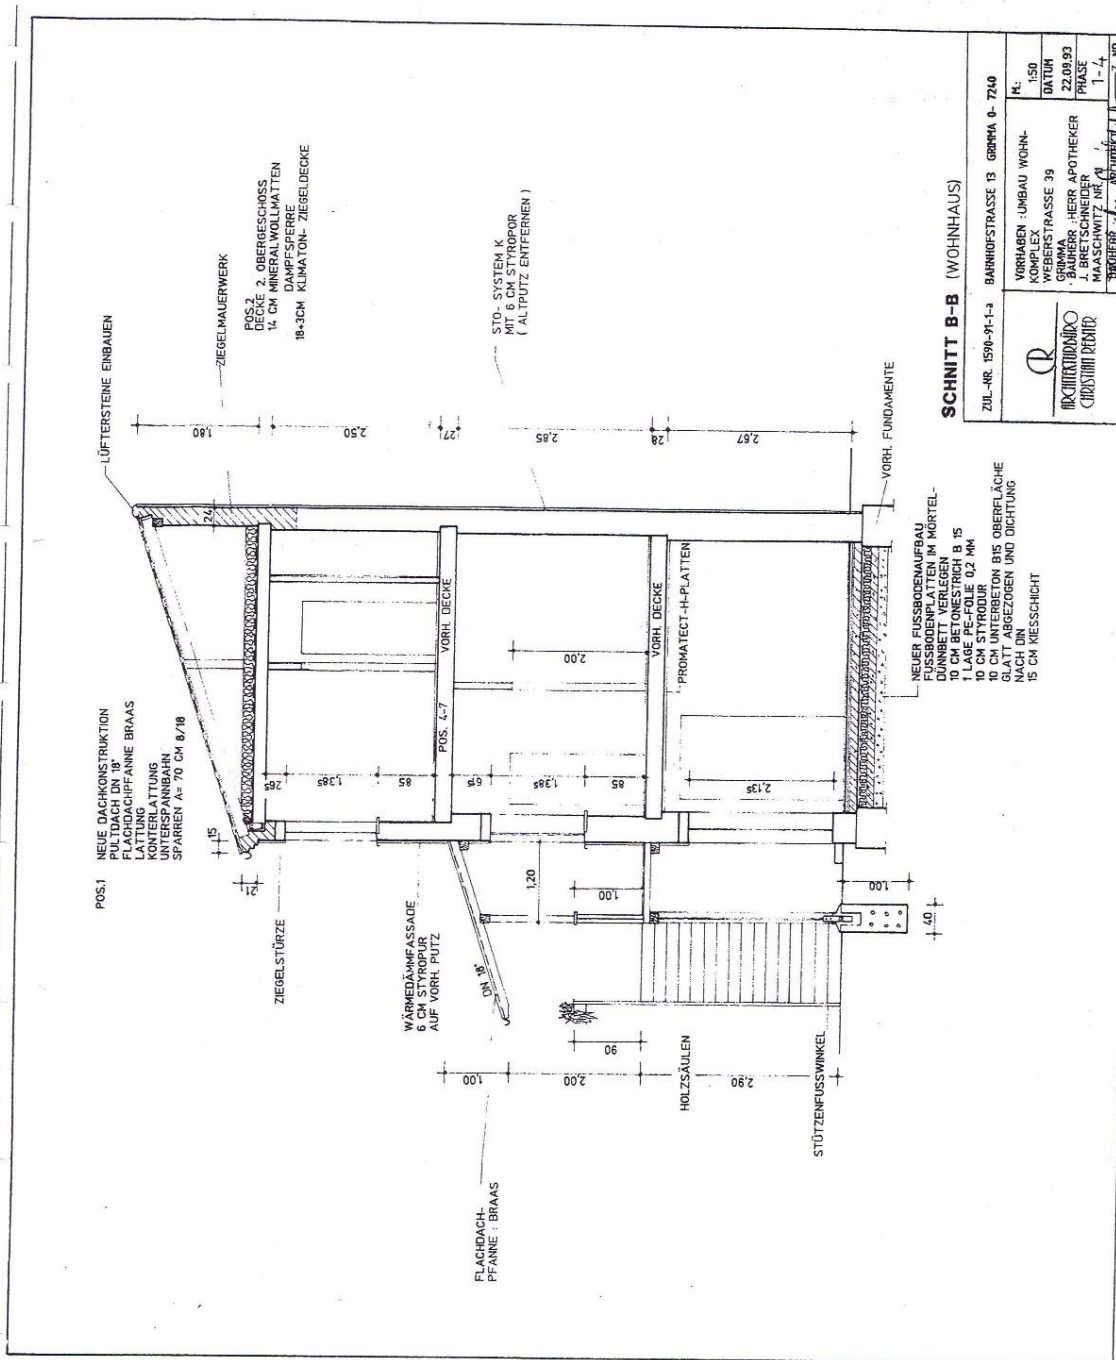 LÜFTERSTEINE EINBAUEN
ZIEGELMAUERWERK
POS.2
DECKE 2. OBERGESCHOSS
14 CM MINERALWOLLMATTEN
DAMPFSPERRE
18+3CM KLIMATON- ZIEGELDECKE
STO- SYSTEM K
MIT 6 CM STYROPOR
( ALTPUTZ ENTFERNEN )
1,80
2,50
27
2,85
28
2,67
24
POS.1
NEUE DACHKONSTRUKTION
PULTDACH DN 18°
FLACHDACHPFANNE BRAAS
LATTUNG
KONTERLATTUNG
UNTERSPANNBAHN
SPARREN A= 70 CM 8/18
15
21
26⁵
1,38⁵
85
POS. 4-7
VORH. DECKE
61⁵
1,38⁵
85
2,00
VORH. DECKE
PROMATECT-H-PLATTEN
2,13⁵
ZIEGELSTÜRZE
WÄRMEDÄMMFASSADE
6 CM STYROPUR
AUF VORH. PUTZ
DN 18°
1,20
1,00
1,00
40
90
1,00
2,00
2,90
FLACHDACH-
PFANNE : BRAAS
HOLZSÄULEN
STÜTZENFUSSWINKEL
VORH. FUNDAMENTE
NEUER FUSSBODENAUFBAU
FUSSBODENPLATTEN IM MÖRTEL-
DÜNNBETT VERLEGEN
10 CM BETONESTRICH B 15
1 LAGE PE-FOLIE 0,2 MM
10 CM STYRODUR
10 CM UNTERBETON B15 OBERFLÄCHE
GLATT ABGEZOGEN UND DICHTUNG
NACH DIN
15 CM KIESSCHICHT
SCHNITT B-B (WOHNHAUS)
ZUL.-NR. 1590-91-1-a BAHNHOFSTRASSE 13 GRIMMA O- 7240
CR
ARCHITEKTURBÜRO
CHRISTIAN REBNER
VORHABEN : UMBAU WOHN-
KOMPLEX
WEBERSTRASSE 39
GRIMMA
BAUHERR : HERR APOTHEKER
J. BRETSCHNEIDER
MAASCHWITZ NR.
M.:
1:50
DATUM
22.09.93
PHASE
1-4